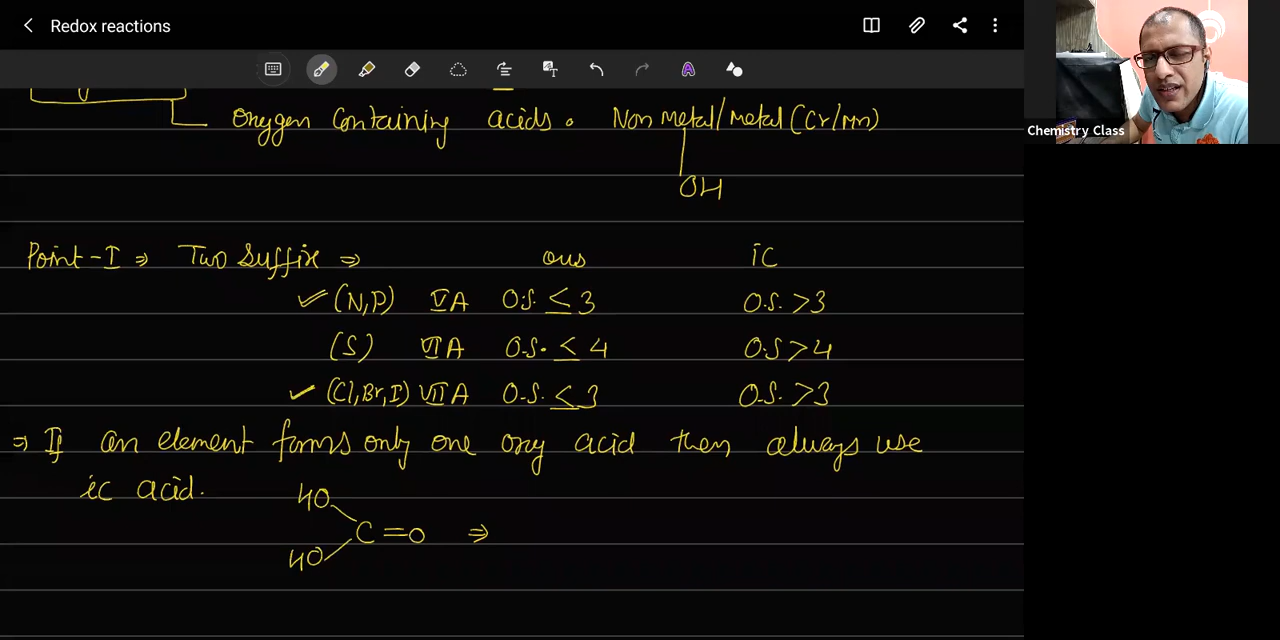 Redox reactions
Chemistry Class
Oxygen Containing acids. Non metal/metal (Cr/Mn)
OH
Point-I ⇒ Two Suffix ⇒ ous ic
✓ (N,P) VA O.S. ≤ 3 O.S. > 3
(S) VIA O.S. ≤ 4 O.S > 4
✓ (Cl,Br,I) VIIA O.S. ≤ 3 O.S. > 3
⇒ If an element forms only one oxy acid then always use
ic acid.
HO
C=O ⇒
HO